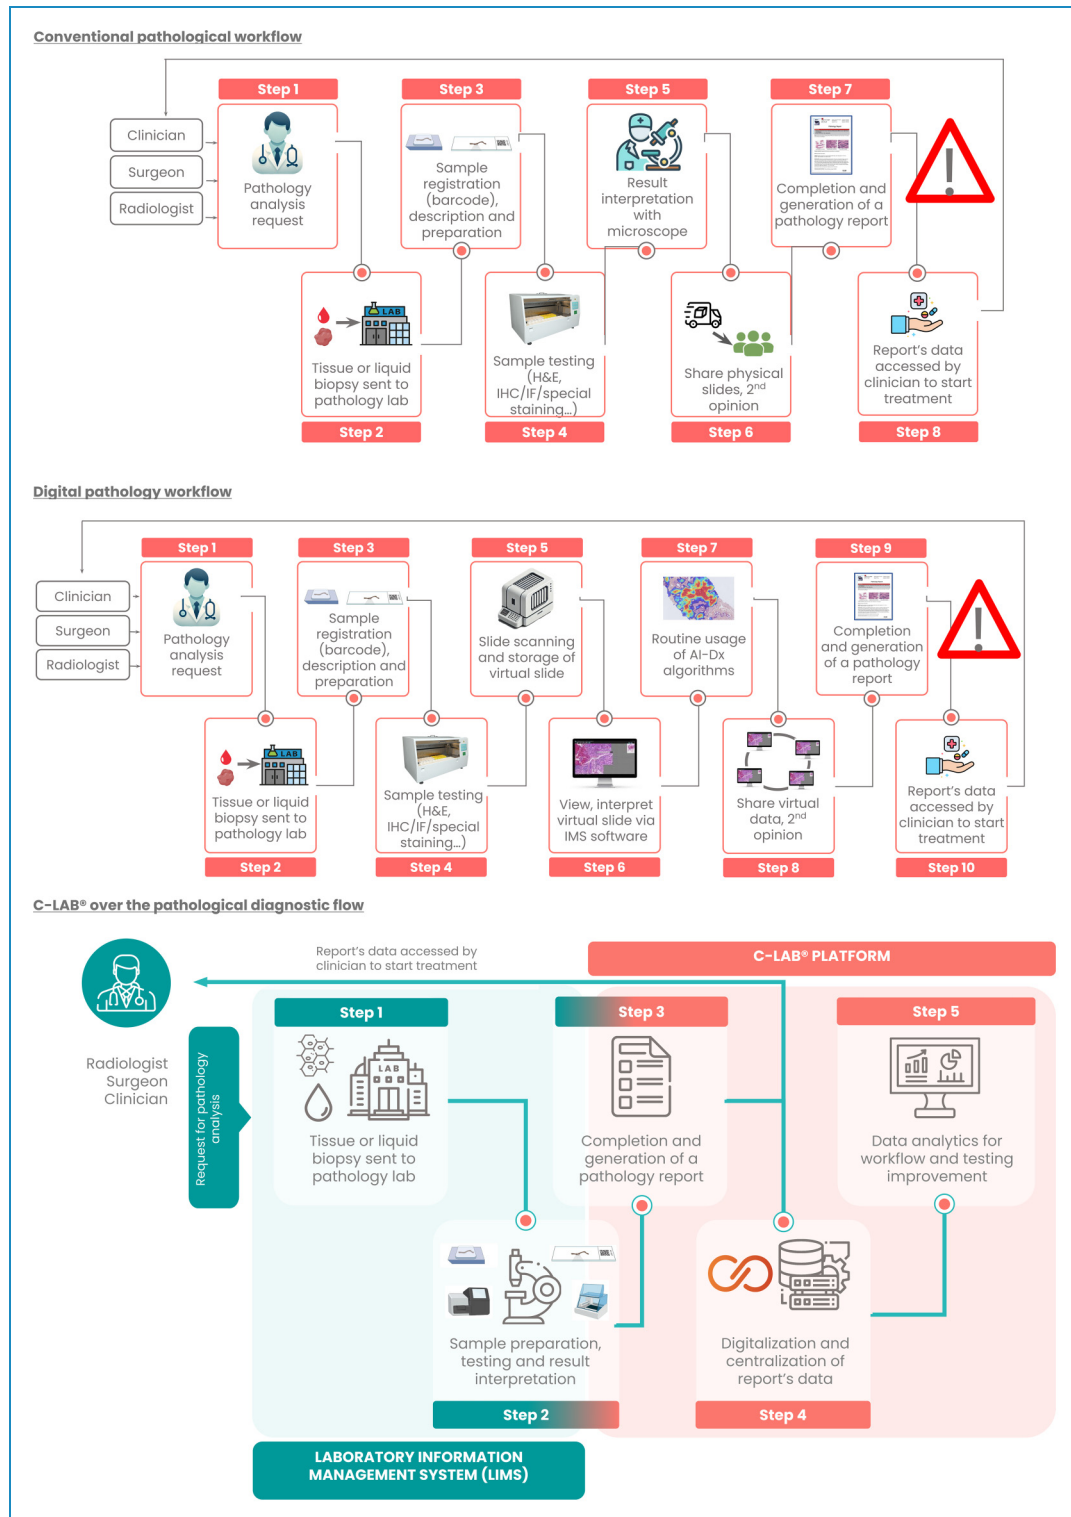 Conventional pathological workflow
Step 1
Step 3
Step 5
Step 7
Clinician
Surgeon
Radiologist
Pathology
analysis
request
Sample
registration
(barcode),
description and
preparation
Result
interpretation
with
microscope
Completion and
generation of a
pathology report
LAB
Tissue or liquid
biopsy sent to
pathology lab
Sample testing
(H&E,
IHC/IF/special
staining...)
Share physical
slides, 2nd
opinion
Report's data
accessed by
clinician to start
treatment
Step 2
Step 4
Step 6
Step 8
Digital pathology workflow
Step 1
Step 3
Step 5
Step 7
Step 9
Clinician
Surgeon
Radiologist
Pathology
analysis
request
Sample
registration
(barcode),
description and
preparation
Slide scanning
and storage of
virtual slide
Routine usage
of AI-Dx
algorithms
Completion
and generation
of a pathology
report
LAB
Tissue or liquid
biopsy sent to
pathology lab
Sample testing
(H&E,
IHC/IF/special
staining...)
View, interpret
virtual slide via
IMS software
Share virtual
data, 2nd
opinion
Report's data
accessed by
clinician to start
treatment
Step 2
Step 4
Step 6
Step 8
Step 10
C-LAB® over the pathological diagnostic flow
Report's data accessed by
clinician to start treatment
C-LAB® PLATFORM
Radiologist
Surgeon
Clinician
Request for pathology
analysis
Step 1
Step 3
Step 5
LAB
Tissue or liquid
biopsy sent to
pathology lab
Completion and
generation of a
pathology report
Data analytics for
workflow and testing
improvement
Sample preparation,
testing and result
interpretation
Digitalization and
centralization of
report's data
Step 2
Step 4
LABORATORY INFORMATION
MANAGEMENT SYSTEM (LIMS)